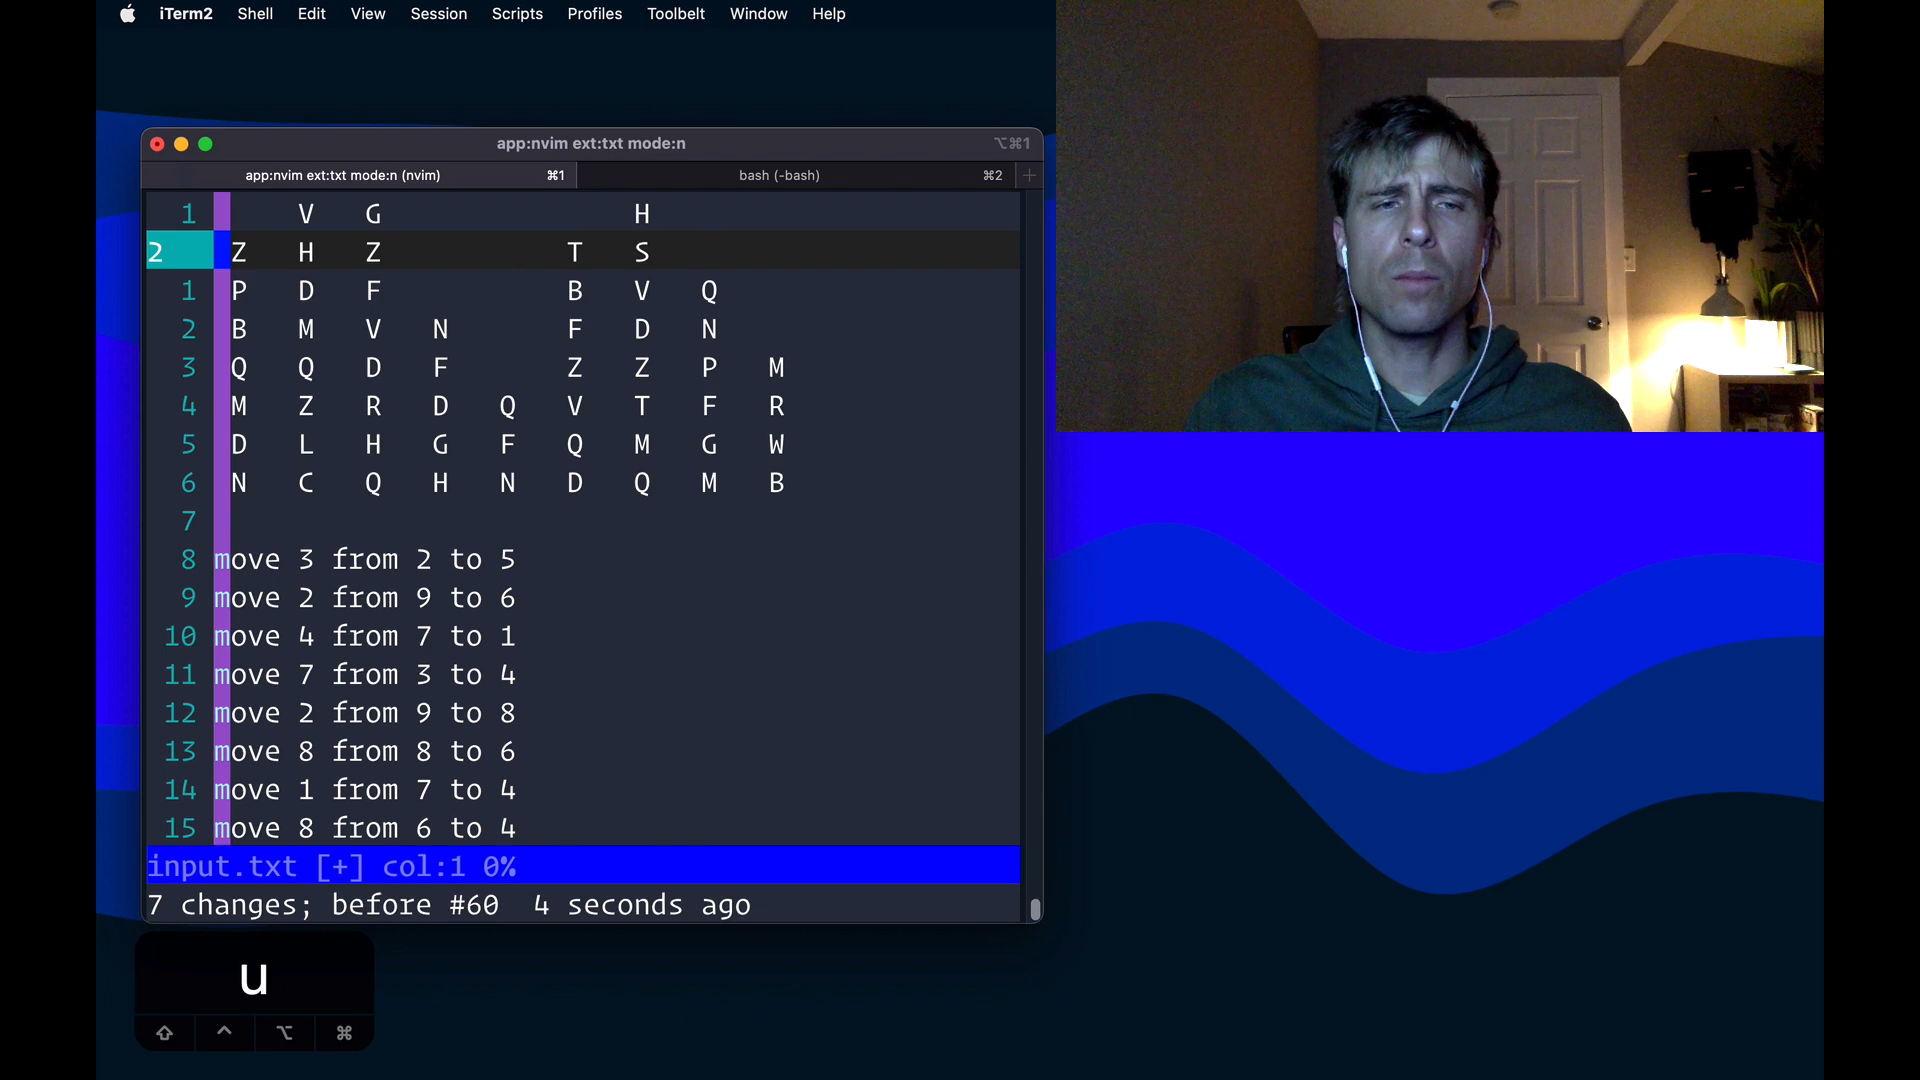 iTerm2 Shell Edit View Session Scripts Profiles Toolbelt Window Help
app:nvim ext:txt mode:n ⌥⌘1
app:nvim ext:txt mode:n (nvim) ⌘1 bash (-bash) ⌘2 +
1 V G H
2 Z H Z T S
1 P D F B V Q
2 B M V N F D N
3 Q Q D F Z Z P M
4 M Z R D Q V T F R
5 D L H G F Q M G W
6 N C Q H N D Q M B
7
8 move 3 from 2 to 5
9 move 2 from 9 to 6
10 move 4 from 7 to 1
11 move 7 from 3 to 4
12 move 2 from 9 to 8
13 move 8 from 8 to 6
14 move 1 from 7 to 4
15 move 8 from 6 to 4
input.txt [+] col:1 0%
7 changes; before #60 4 seconds ago
u
⇧ ^ ⌥ ⌘